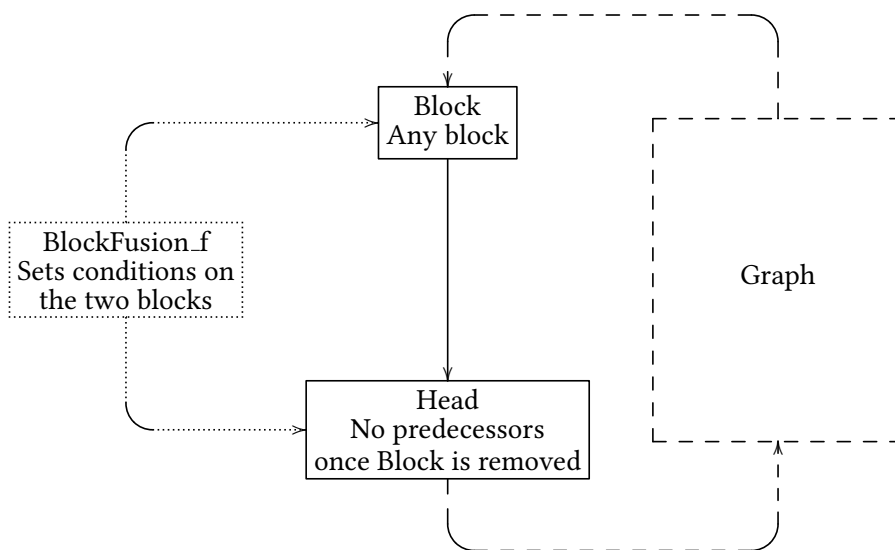 Block
Any block
BlockFusion_f
Sets conditions on
the two blocks
Graph
Head
No predecessors
once Block is removed